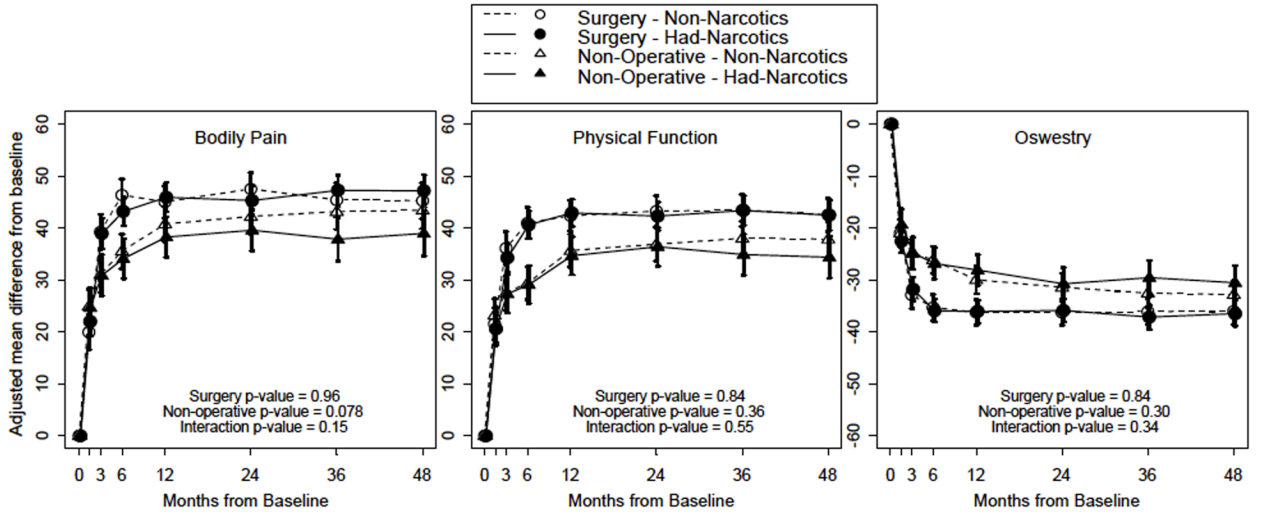 Surgery - Non-Narcotics
Surgery - Had-Narcotics
Non-Operative - Non-Narcotics
Non-Operative - Had-Narcotics
Adjusted mean difference from baseline
Bodily Pain
60
50
40
30
20
10
0
Surgery p-value = 0.96
Non-operative p-value = 0.078
Interaction p-value = 0.15
0 3 6 12 24 36 48
Months from Baseline
Physical Function
60
50
40
30
20
10
0
Surgery p-value = 0.84
Non-operative p-value = 0.36
Interaction p-value = 0.55
0 3 6 12 24 36 48
Months from Baseline
Oswestry
0
-10
-20
-30
-40
-50
-60
Surgery p-value = 0.84
Non-operative p-value = 0.30
Interaction p-value = 0.34
0 3 6 12 24 36 48
Months from Baseline